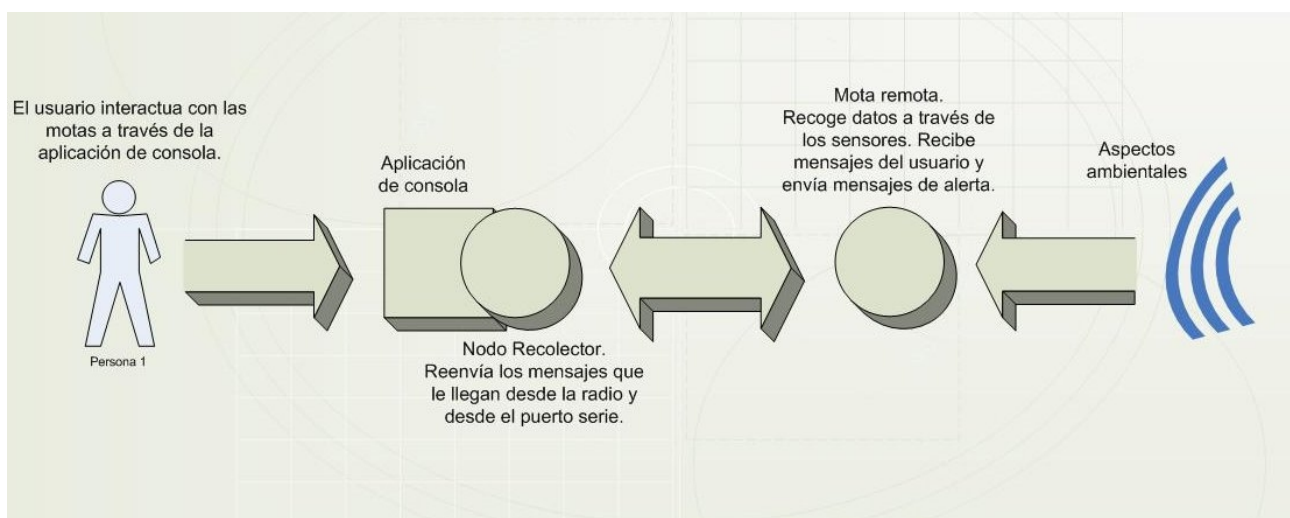 El usuario interactua con las
motas a través de la
aplicación de consola.
Persona 1
Aplicación
de consola
Nodo Recolector.
Reenvía los mensajes que
le llegan desde la radio y
desde el puerto serie.
Mota remota.
Recoge datos a través de
los sensores. Recibe
mensajes del usuario y
envía mensajes de alerta.
Aspectos
ambientales